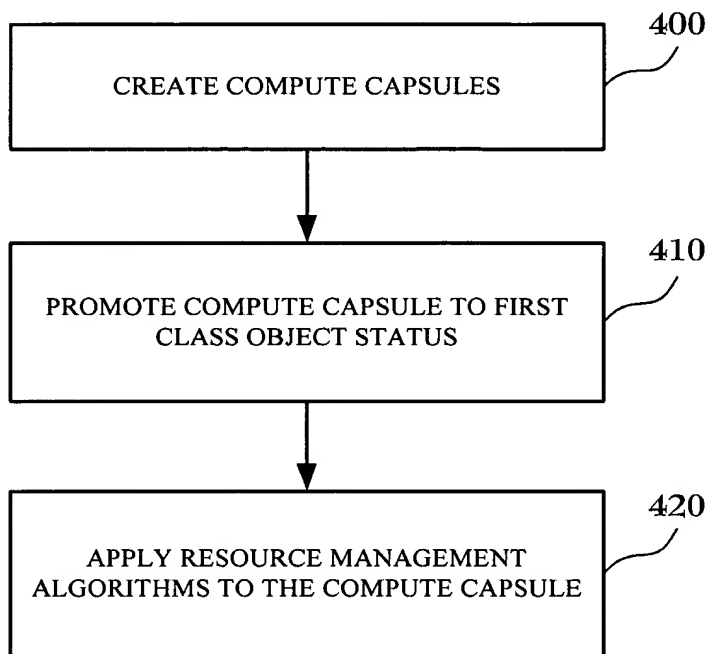 400
CREATE COMPUTE CAPSULES
410
PROMOTE COMPUTE CAPSULE TO FIRST
CLASS OBJECT STATUS
420
APPLY RESOURCE MANAGEMENT
ALGORITHMS TO THE COMPUTE CAPSULE